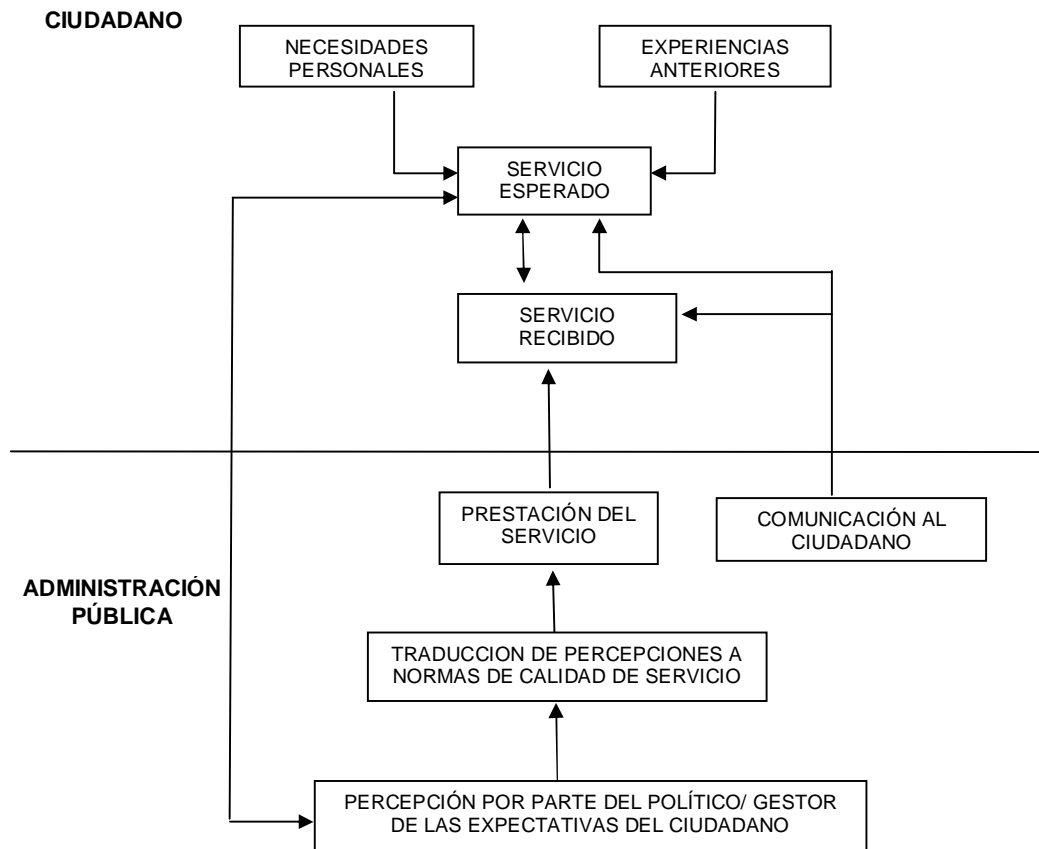 CIUDADANO
NECESIDADES
PERSONALES
EXPERIENCIAS
ANTERIORES
SERVICIO
ESPERADO
SERVICIO
RECIBIDO
PRESTACIÓN DEL
SERVICIO
COMUNICACIÓN AL
CIUDADANO
ADMINISTRACIÓN
PÚBLICA
TRADUCCION DE PERCEPCIONES A
NORMAS DE CALIDAD DE SERVICIO
PERCEPCIÓN POR PARTE DEL POLÍTICO/ GESTOR
DE LAS EXPECTATIVAS DEL CIUDADANO